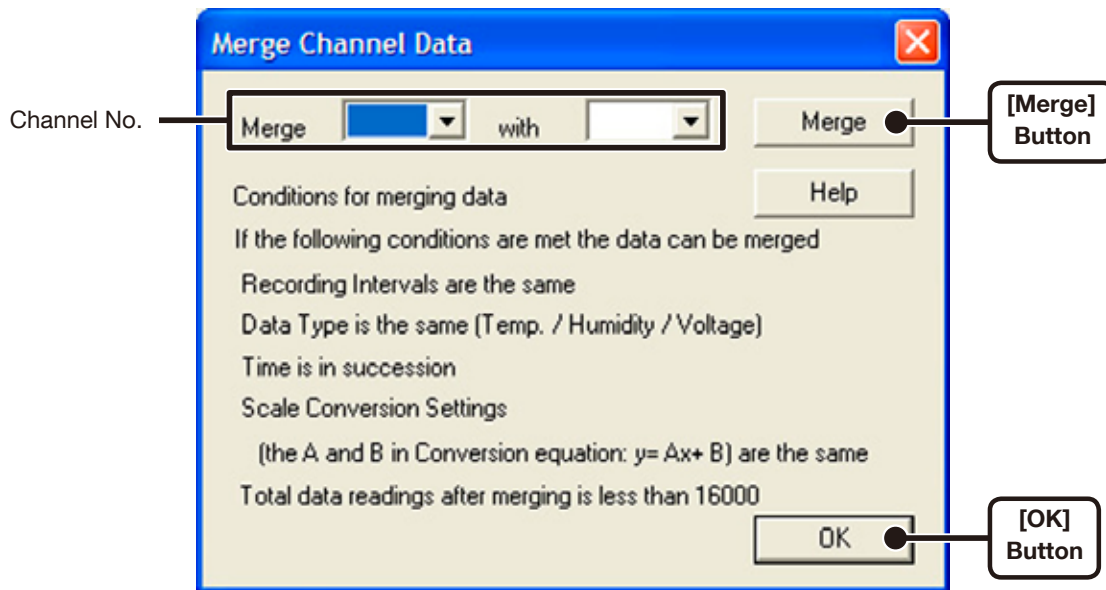 Merge Channel Data
Channel No.
Merge with Merge
[Merge]
Button
Conditions for merging data
Help
If the following conditions are met the data can be merged
Recording Intervals are the same
Data Type is the same (Temp. / Humidity / Voltage)
Time is in succession
Scale Conversion Settings
(the A and B in Conversion equation: y= Ax+ B) are the same
Total data readings after merging is less than 16000
OK
[OK]
Button